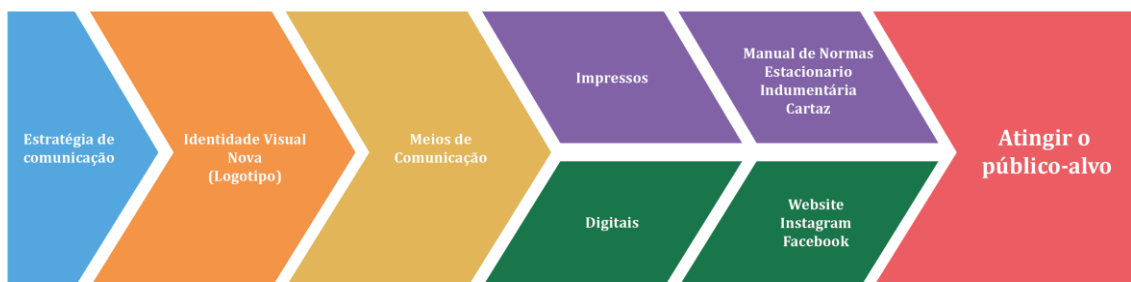 Estratégia de
comunicação
Identidade Visual
Nova
(Logotipo)
Meios de
Comunicação
Impressos
Manual de Normas
Estacionario
Indumentária
Cartaz
Digitais
Website
Instagram
Facebook
Atingir o
público-alvo